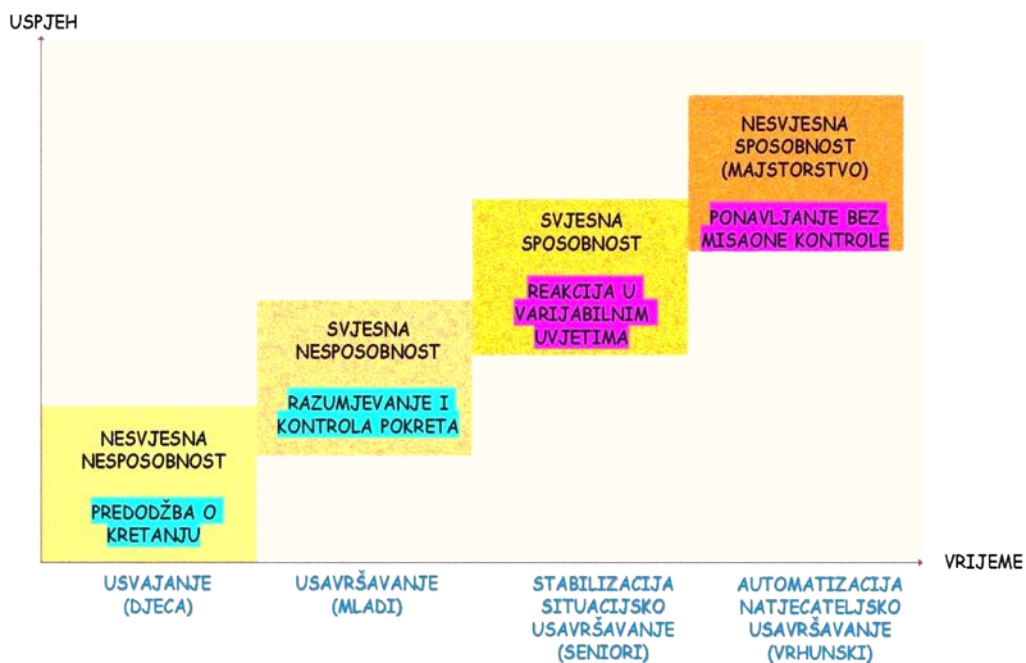 USPJEH
NESVJESNA
SPOSOBNOST
(MAJSTORSTVO)
PONAVLJANJE BEZ
MISAONE KONTROLE
SVJESNA
SPOSOBNOST
REAKCIJA U
VARIJABILNIM
UVJETIMA
SVJESNA
NESPOSOBNOST
RAZUMJEVANJE I
KONTROLA POKRETA
NESVJESNA
NESPOSOBNOST
PREDODŽBA O
KRETANJU
VRIJEME
USVAJANJE
(DJECA)
USAVRŠAVANJE
(MLADI)
STABILIZACIJA
SITUACIJSKO
USAVRŠAVANJE
(SENIORI)
AUTOMATIZACIJA
NATJECATELJSKO
USAVRŠAVANJE
(VRHUNSKI)